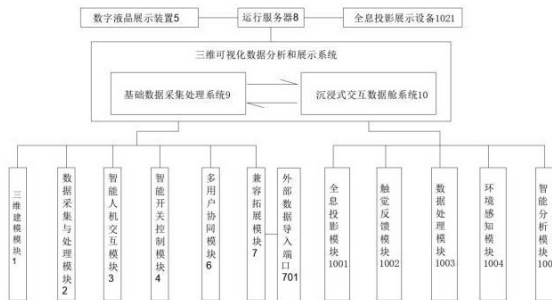 数字液晶展示装置5
运行服务器8
全息投影展示设备1021
三维可视化数据分析和展示系统
基础数据采集处理系统9
沉浸式交互数据舱系统10
三维建模模块1
数据采集与处理模块2
智能人机交互模块3
智能开关控制模块4
多用户协同模块6
兼容拓展模块7
外部数据导入端口701
全息投影模块1001
触觉反馈模块1002
数据处理模块1003
环境感知模块1004
智能分析模块100